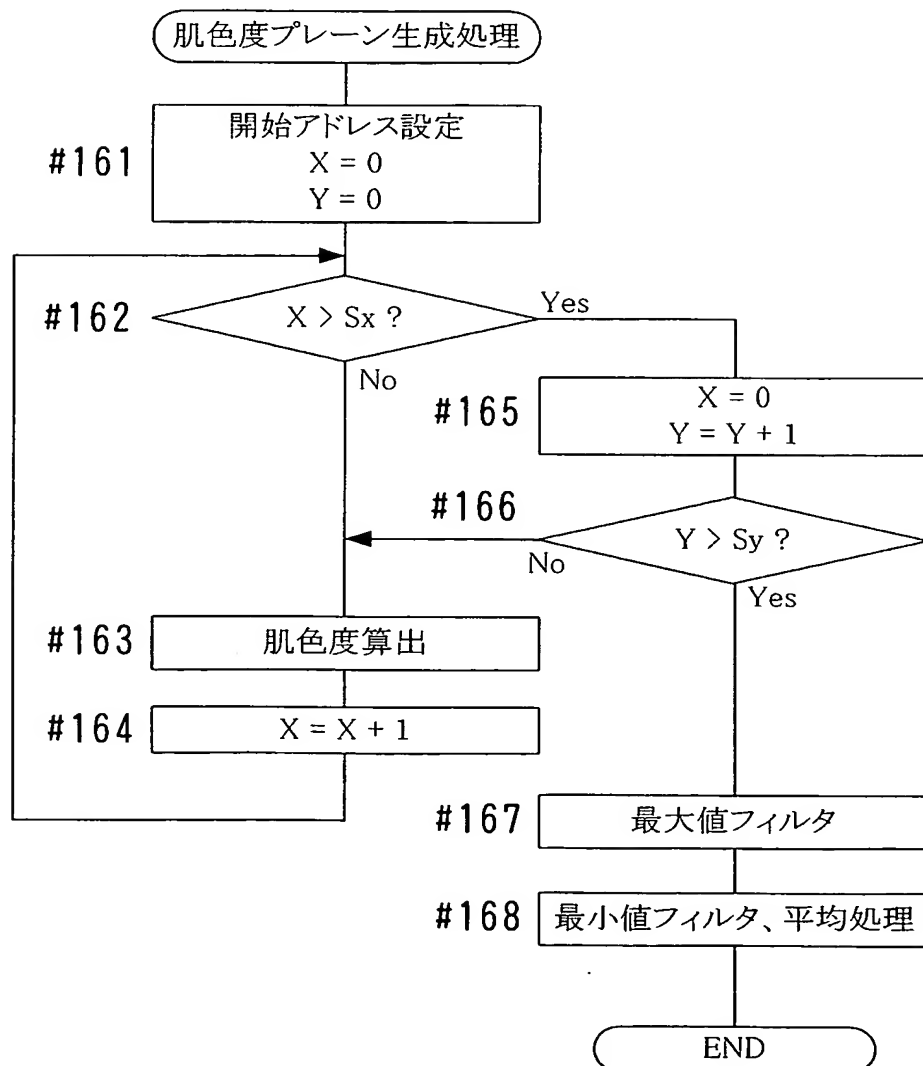 肌色度プレーン生成処理
#161
開始アドレス設定
X = 0
Y = 0
#162
X > Sx ?
Yes
No
#165
X = 0
Y = Y + 1
#166
Y > Sy ?
No
Yes
#163
肌色度算出
#164
X = X + 1
#167
最大値フィルタ
#168
最小値フィルタ、平均処理
END